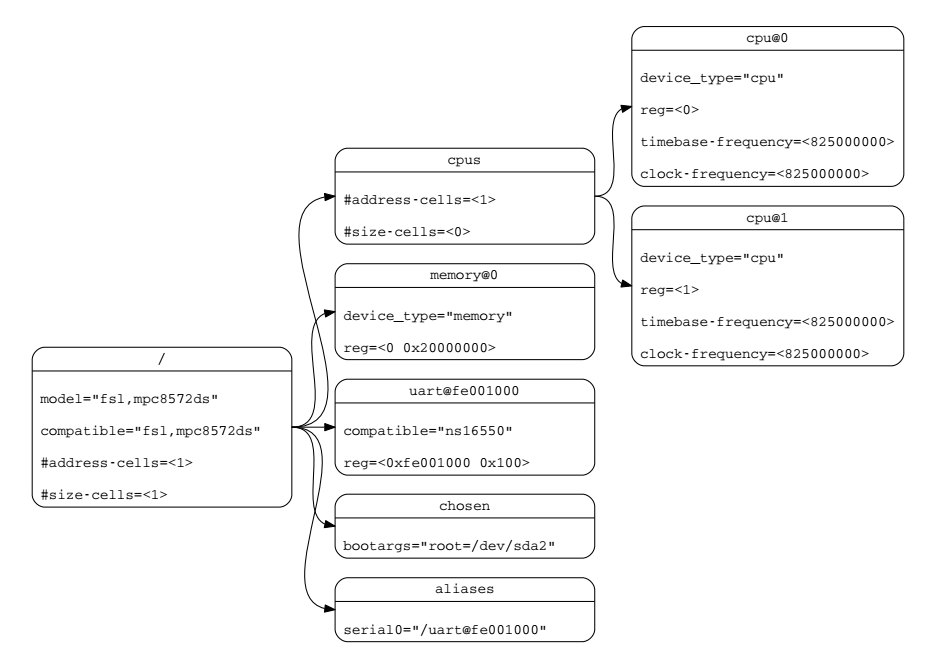 /
model="fsl,mpc8572ds"
compatible="fsl,mpc8572ds"
#address-cells=<1>
#size-cells=<1>
cpus
#address-cells=<1>
#size-cells=<0>
memory@0
device_type="memory"
reg=<0 0x20000000>
uart@fe001000
compatible="ns16550"
reg=<0xfe001000 0x100>
chosen
bootargs="root=/dev/sda2"
aliases
serial0="/uart@fe001000"
cpu@0
device_type="cpu"
reg=<0>
timebase-frequency=<825000000>
clock-frequency=<825000000>
cpu@1
device_type="cpu"
reg=<1>
timebase-frequency=<825000000>
clock-frequency=<825000000>